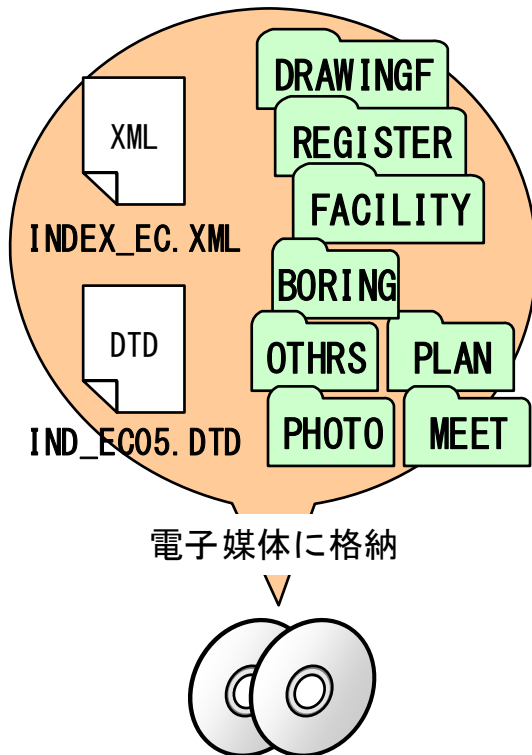 XML
INDEX_EC.XML
DTD
IND_EC05.DTD
DRAWINGF
REGISTER
FACILITY
BORING
OTHRS
PLAN
PHOTO
MEET
電子媒体に格納